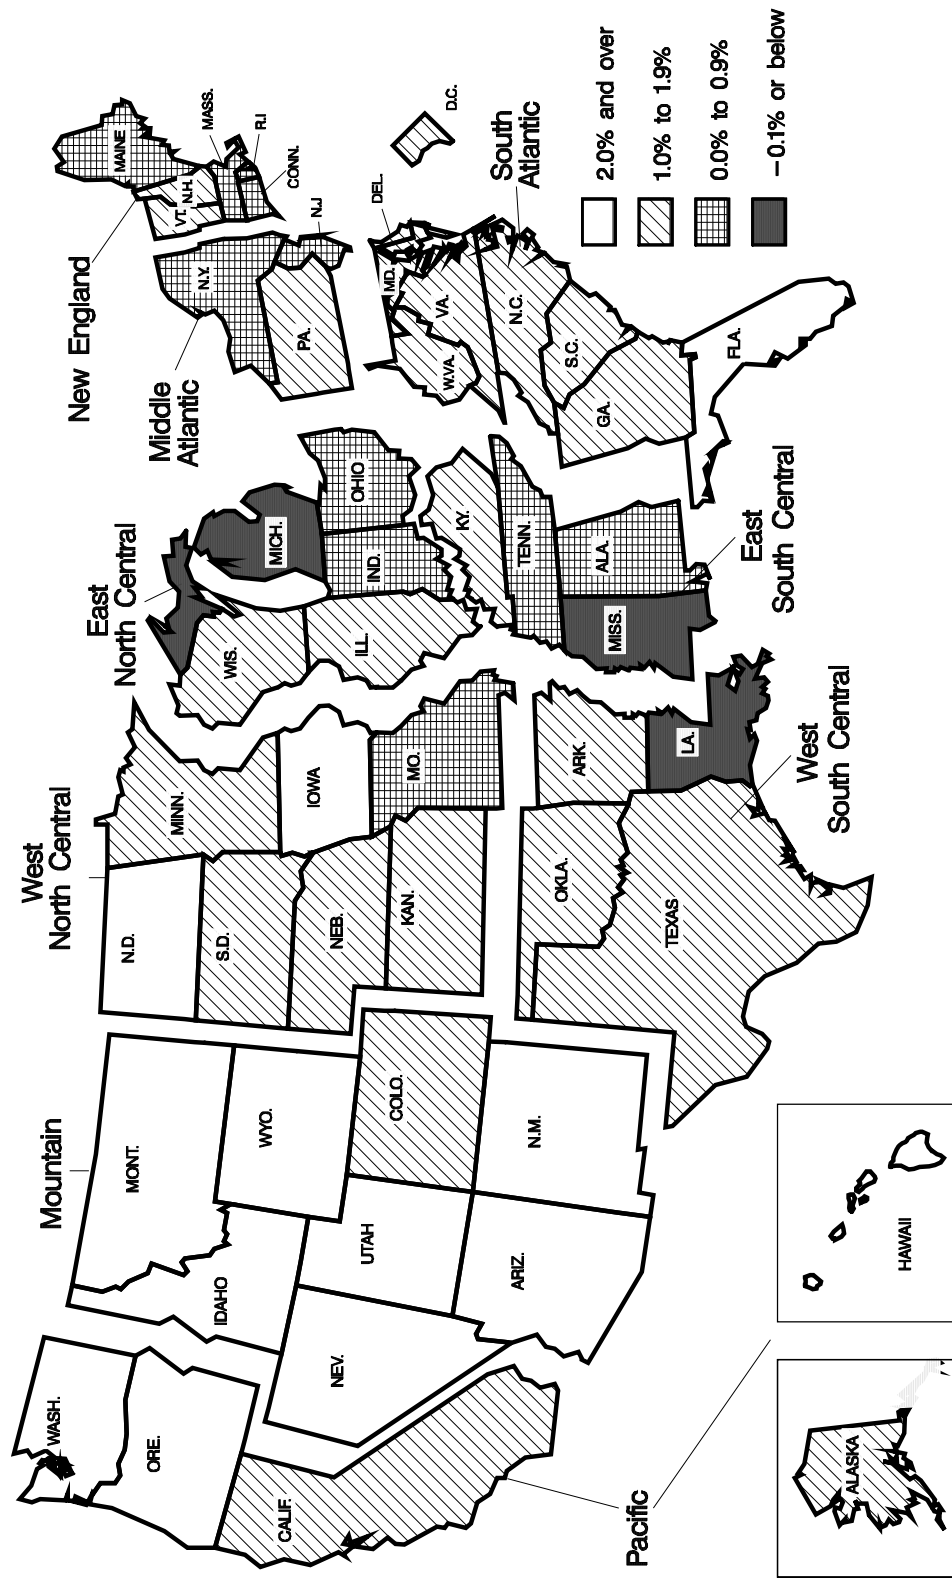 WASH.
ORE.
CALIF.
NEV.
IDAHO
MONT.
WYO.
UTAH
ARIZ.
COLO.
N.M.
Mountain
Pacific
ALASKA
HAWAII
West
North Central
N.D.
S.D.
NEB.
KAN.
MINN.
IOWA
MO.
OKLA.
TEXAS
ARK.
LA.
West
South Central
East
North Central
WIS.
MICH.
ILL.
IND.
OHIO
KY.
TENN.
MISS.
ALA.
East
South Central
Middle
Atlantic
N.Y.
PA.
N.J
New England
MAINE
VT.
N.H.
MASS.
R.I
CONN.
DEL.
MD.
VA.
W.VA.
N.C.
S.C.
GA.
FLA.
D.C.
South
Atlantic
2.0% and over
1.0% to 1.9%
0.0% to 0.9%
-0.1% or below